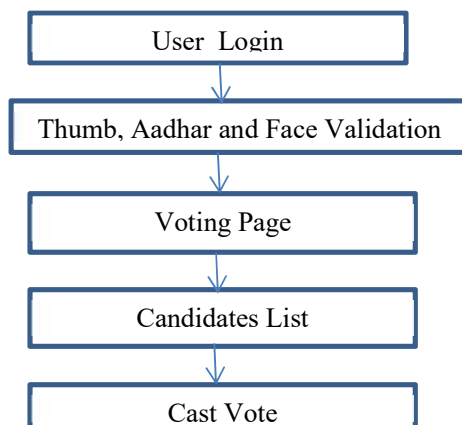 User Login
Thumb, Aadhar and Face Validation
Voting Page
Candidates List
Cast Vote